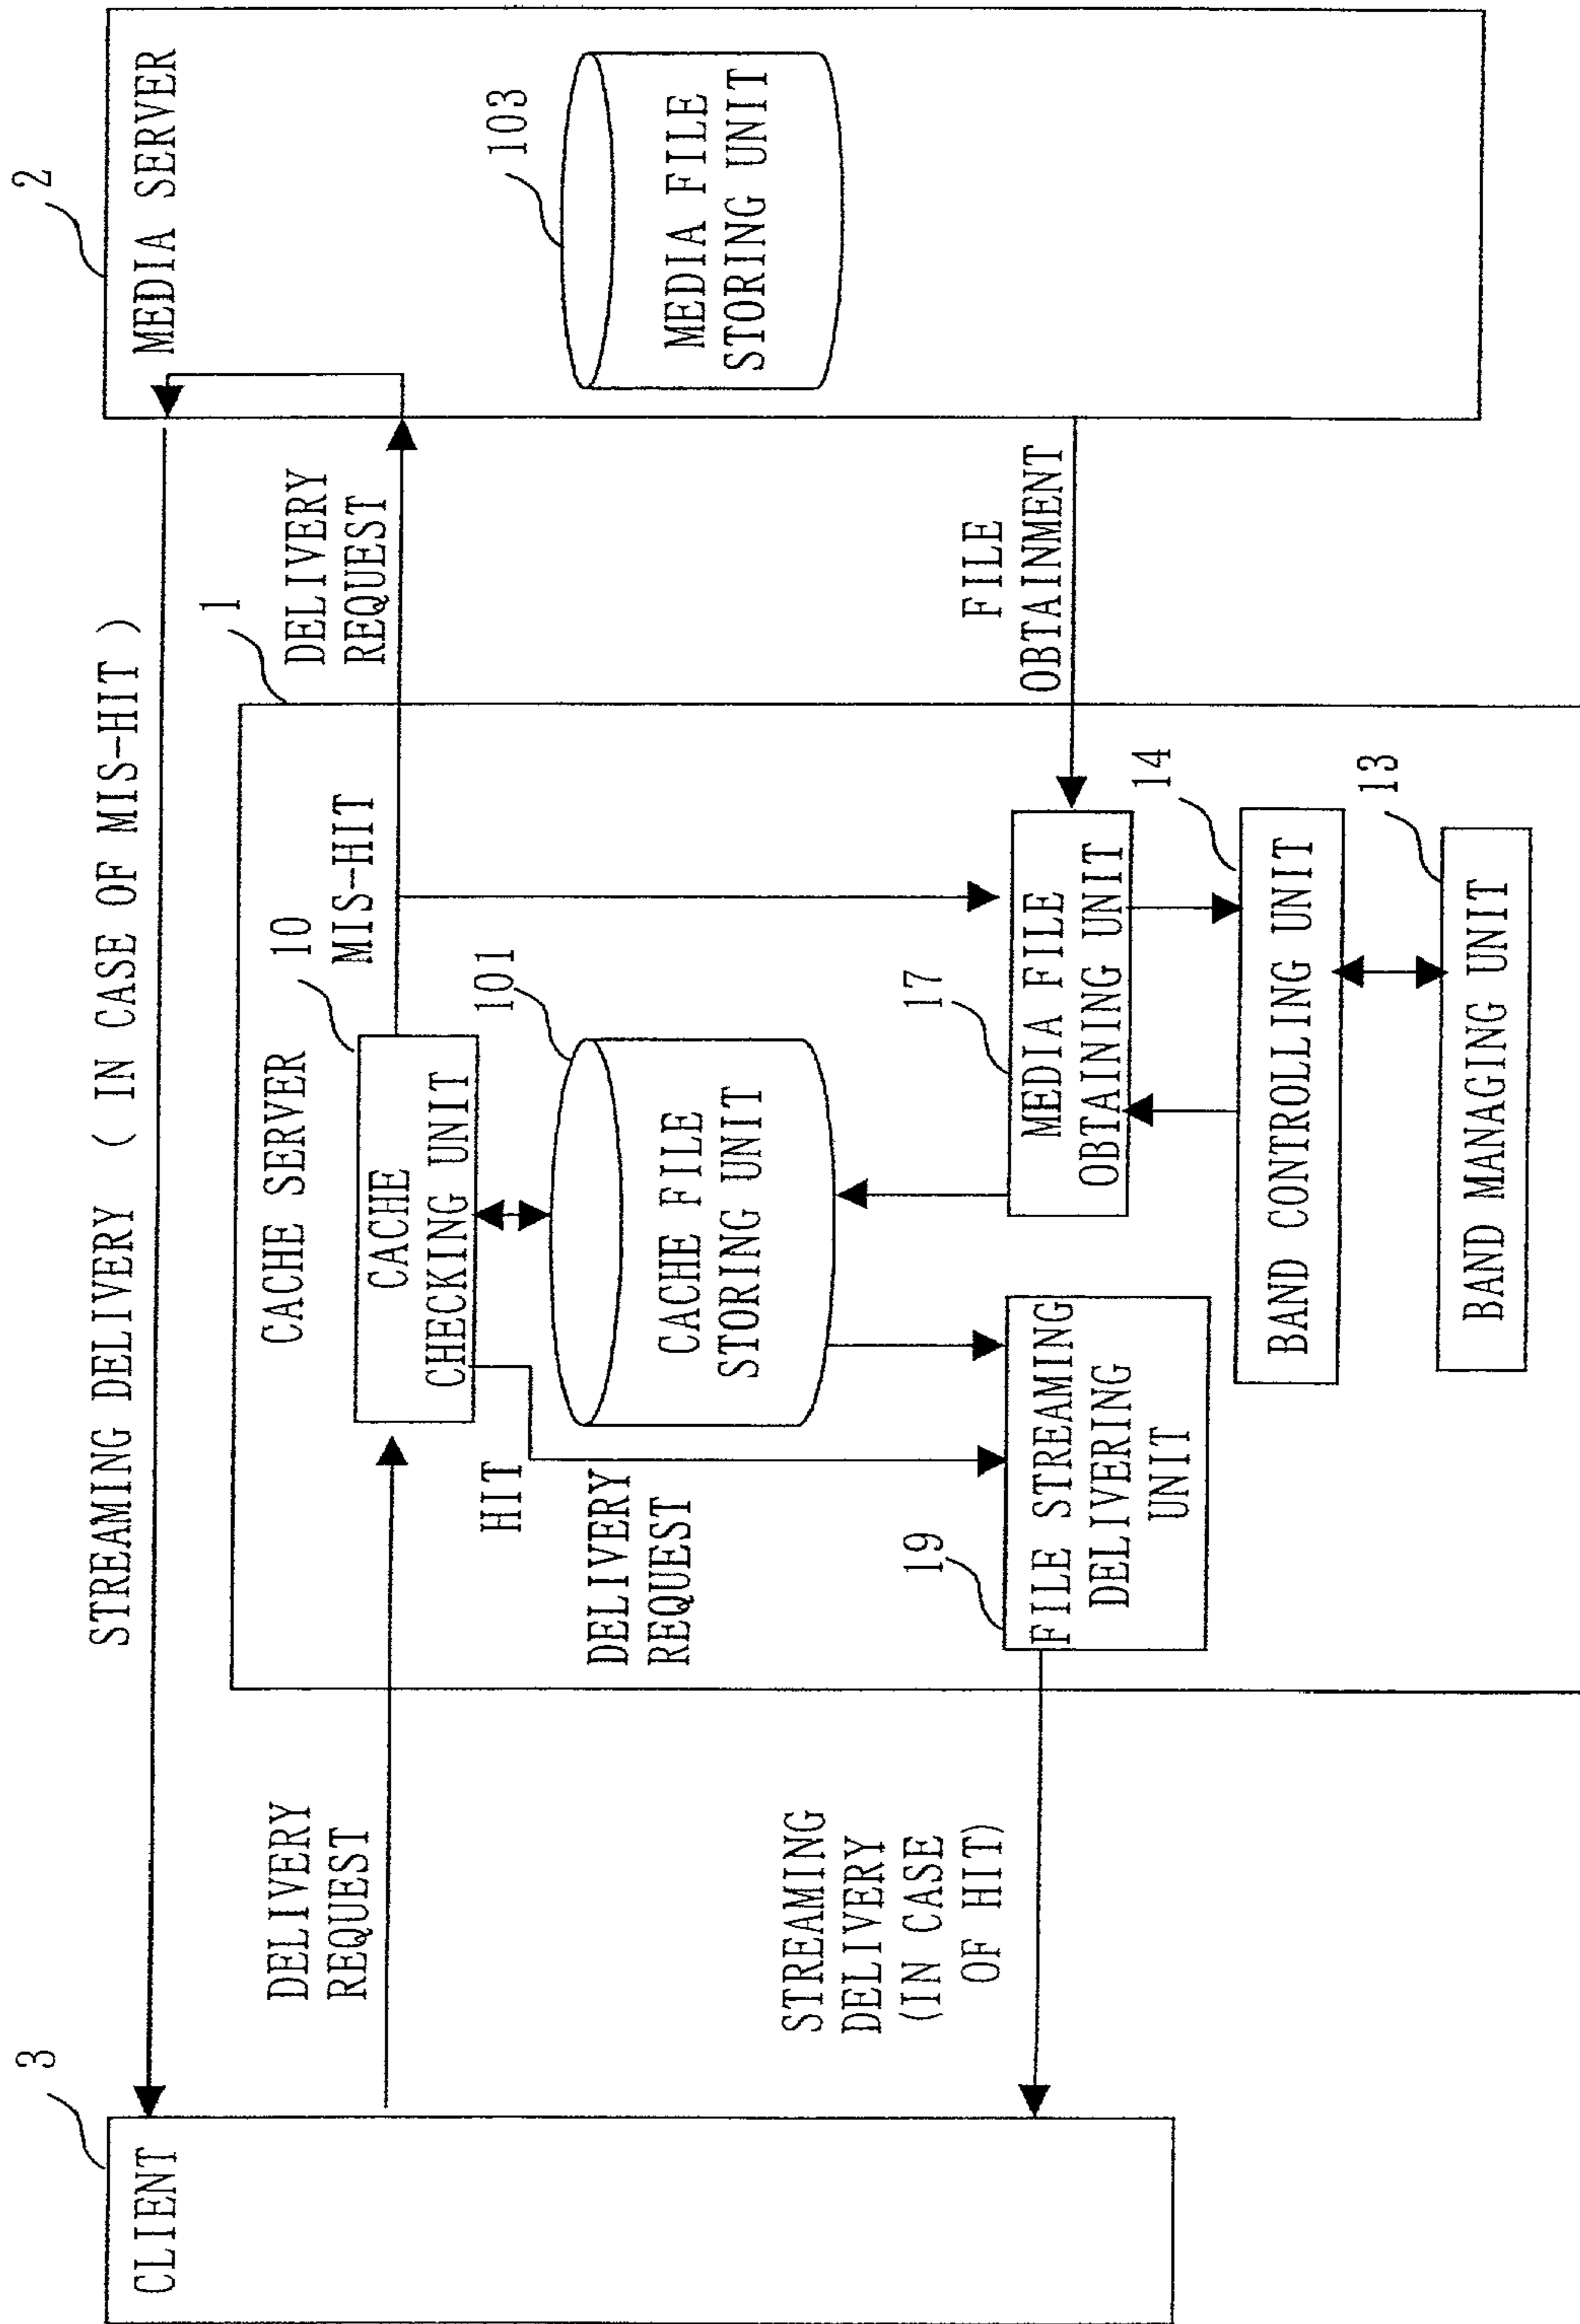 STREAMING DELIVERY ( IN CASE OF MIS-HIT )
3
CLIENT
DELIVERY
REQUEST
STREAMING
DELIVERY
(IN CASE
OF HIT)
1
CACHE SERVER
10
CACHE
CHECKING UNIT
MIS-HIT
HIT
DELIVERY
REQUEST
101
CACHE FILE
STORING UNIT
19
FILE STREAMING
DELIVERING
UNIT
17
MEDIA FILE
OBTAINING UNIT
14
BAND CONTROLLING UNIT
13
BAND MANAGING UNIT
DELIVERY
REQUEST
FILE
OBTAINMENT
2
MEDIA SERVER
103
MEDIA FILE
STORING UNIT